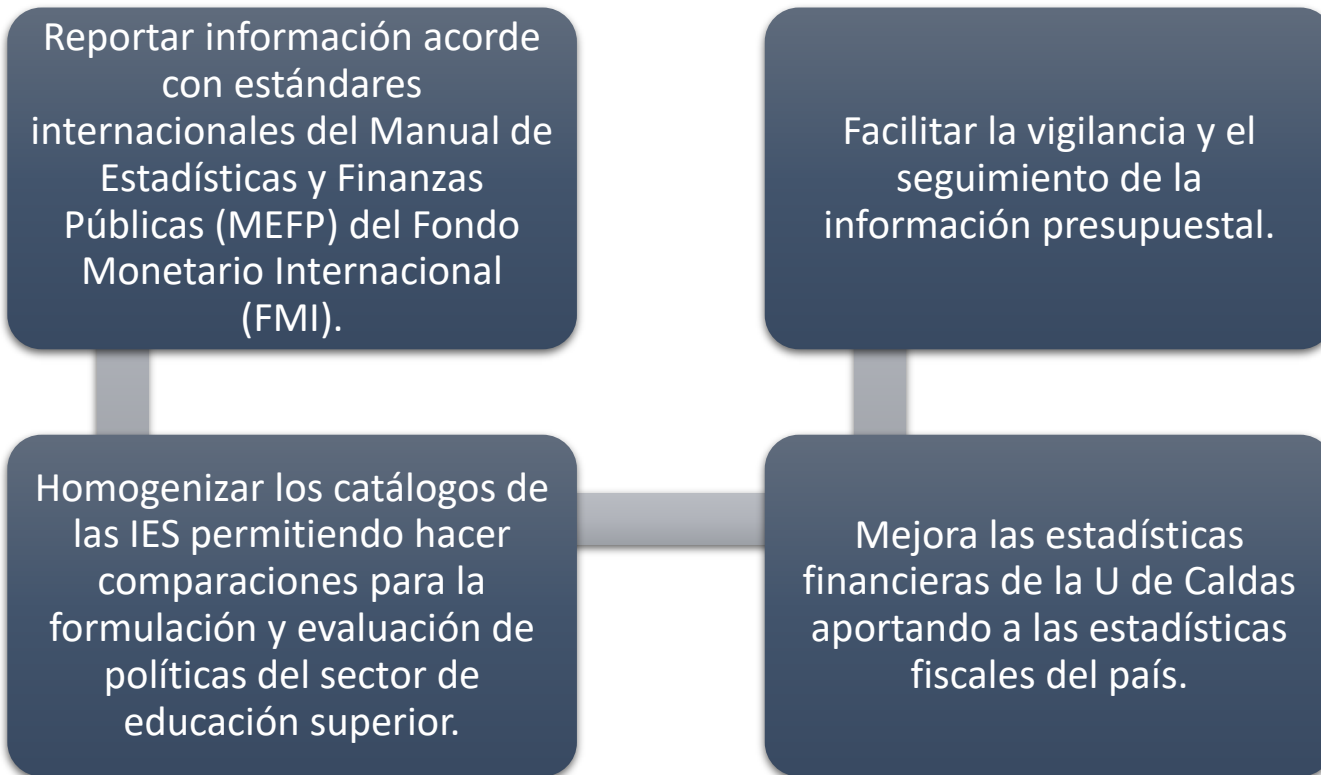 Reportar información acorde
con estándares
internacionales del Manual de
Estadísticas y Finanzas
Públicas (MEFP) del Fondo
Monetario Internacional
(FMI).
Homogenizar los catálogos de
las IES permitiendo hacer
comparaciones para la
formulación y evaluación de
políticas del sector de
educación superior.
Mejora las estadísticas
financieras de la U de Caldas
aportando a las estadísticas
fiscales del país.
Facilitar la vigilancia y el
seguimiento de la
información presupuestal.